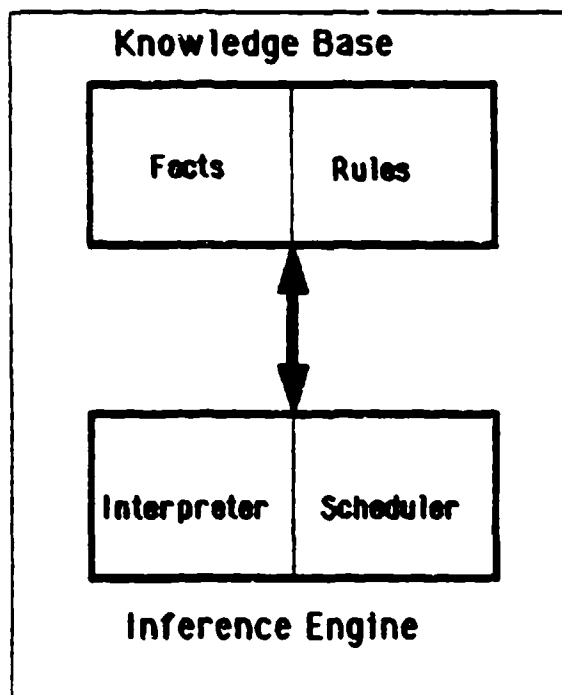 Knowledge Base
Facts Rules
Interpreter Scheduler
Inference Engine